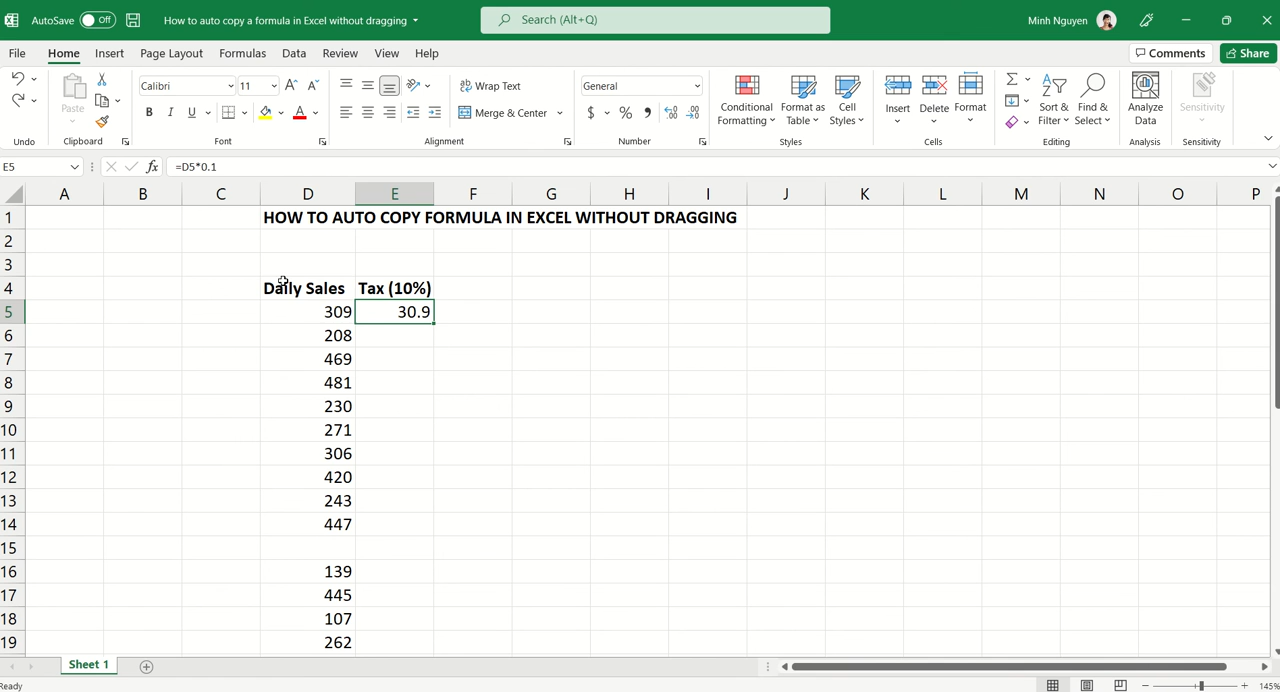 AutoSave Off How to auto copy a formula in Excel without dragging Search (Alt+Q) Minh Nguyen
File Home Insert Page Layout Formulas Data Review View Help Comments Share
Undo
Paste
Clipboard
Calibri 11
B I U
Font
Wrap Text
Merge & Center
Alignment
General
$ % ,
Number
Conditional Formatting
Format as Table
Cell Styles
Styles
Insert
Delete
Format
Cells
Sort & Filter
Find & Select
Editing
Analyze Data
Analysis
Sensitivity
Sensitivity
E5 fx =D5*0.1
A B C D E F G H I J K L M N O P
1 HOW TO AUTO COPY FORMULA IN EXCEL WITHOUT DRAGGING
2
3
4 Daily Sales Tax (10%)
5 309 30.9
6 208
7 469
8 481
9 230
10 271
11 306
12 420
13 243
14 447
15
16 139
17 445
18 107
19 262
Sheet 1
Ready 145%